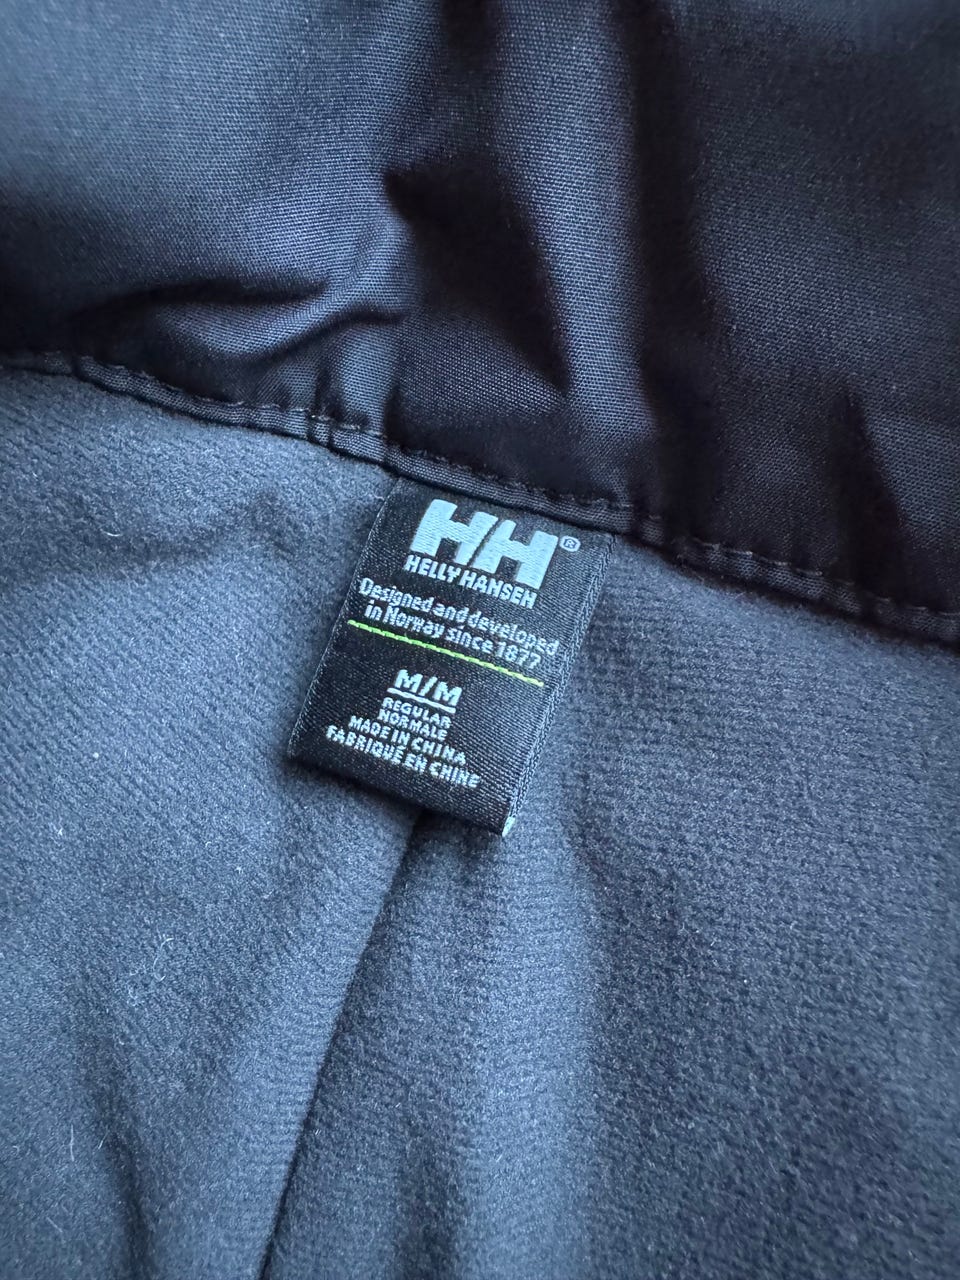 HH®
HELLY HANSEN
Designed and developed
in Norway since 1877
M/M
REGULAR
NORMALE
MADE IN CHINA
FABRIQUÉ EN CHINE